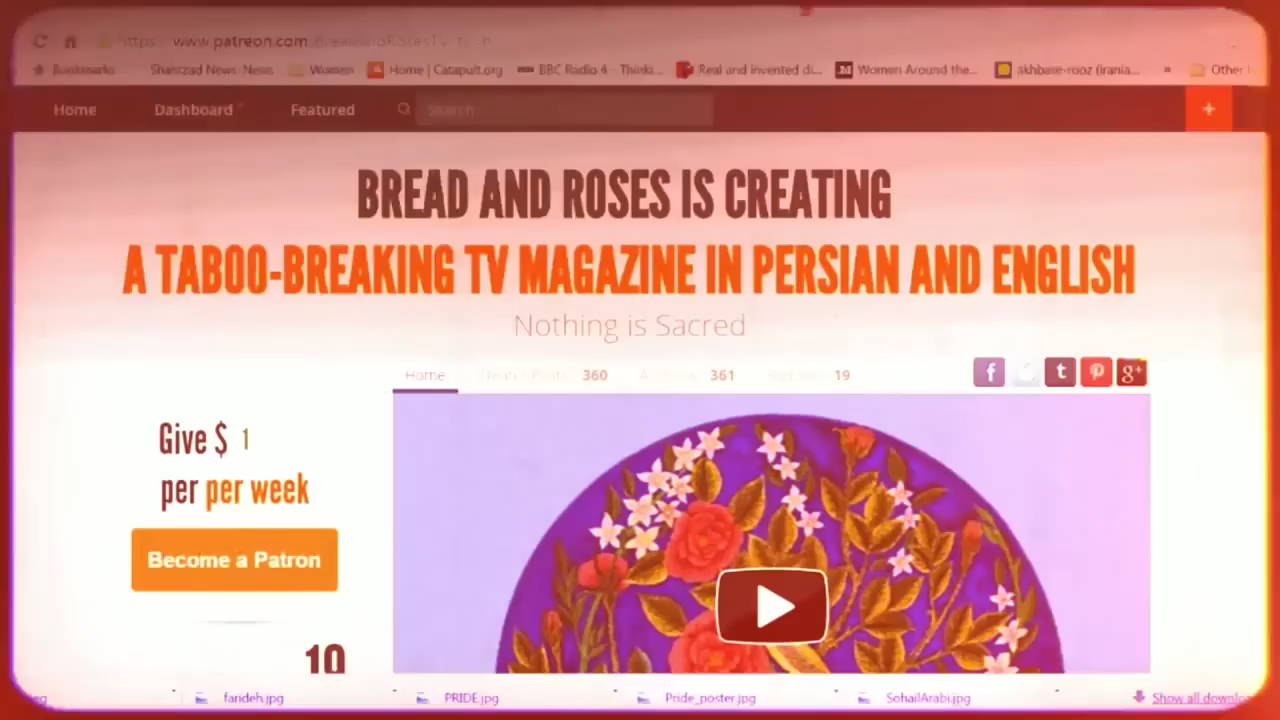 https www.patreon.com
Bookmarks Shahrzad News: News Women Home | Catapult.org BBC Radio 4 - Thinki... Real and invented di... Women Around the... akhbare-rooz (irania... » Other
Home Dashboard Featured Search +
BREAD AND ROSES IS CREATING
A TABOO-BREAKING TV MAGAZINE IN PERSIAN AND ENGLISH
Nothing is Sacred
Home 360 361 19
f t p g+
Give $ 1
per per week
Become a Patron
10
farideh.jpg PRIDE.jpg Pride_poster.jpg SohailArabi.jpg Show all downlo